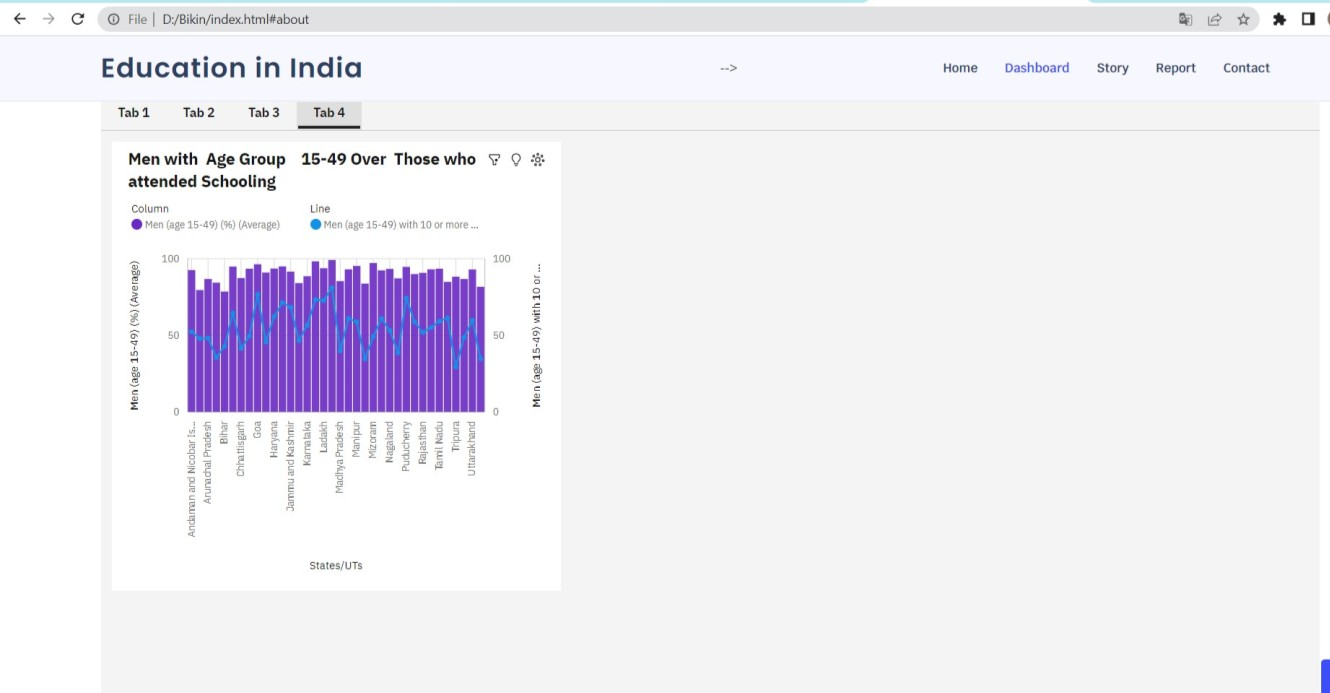 File | D:/Bikin/index.html#about
Education in India
-->
Home Dashboard Story Report Contact
Tab 1 Tab 2 Tab 3 Tab 4
Men with Age Group 15-49 Over Those who
attended Schooling
Column Line
Men (age 15-49) (%) (Average) Men (age 15-49) with 10 or more ...
Men (age 15-49) (%) (Average)
100
50
0
100
50
0
Men (age 15-49) with 10 or ...
Andaman and Nicobar Is...
Arunachal Pradesh
Bihar
Chhattisgarh
Goa
Haryana
Jammu and Kashmir
Karnataka
Ladakh
Madhya Pradesh
Manipur
Mizoram
Nagaland
Puducherry
Rajasthan
Tamil Nadu
Tripura
Uttarakhand
States/UTs